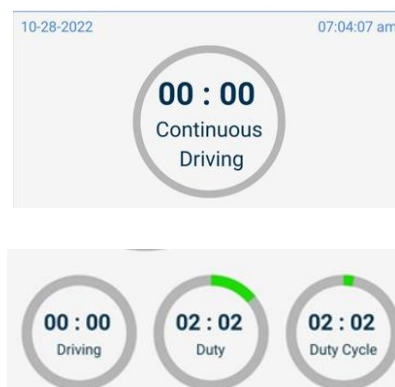 10-28-2022 07:04:07 am
00 : 00
Continuous
Driving
00 : 00 02 : 02 02 : 02
Driving Duty Duty Cycle